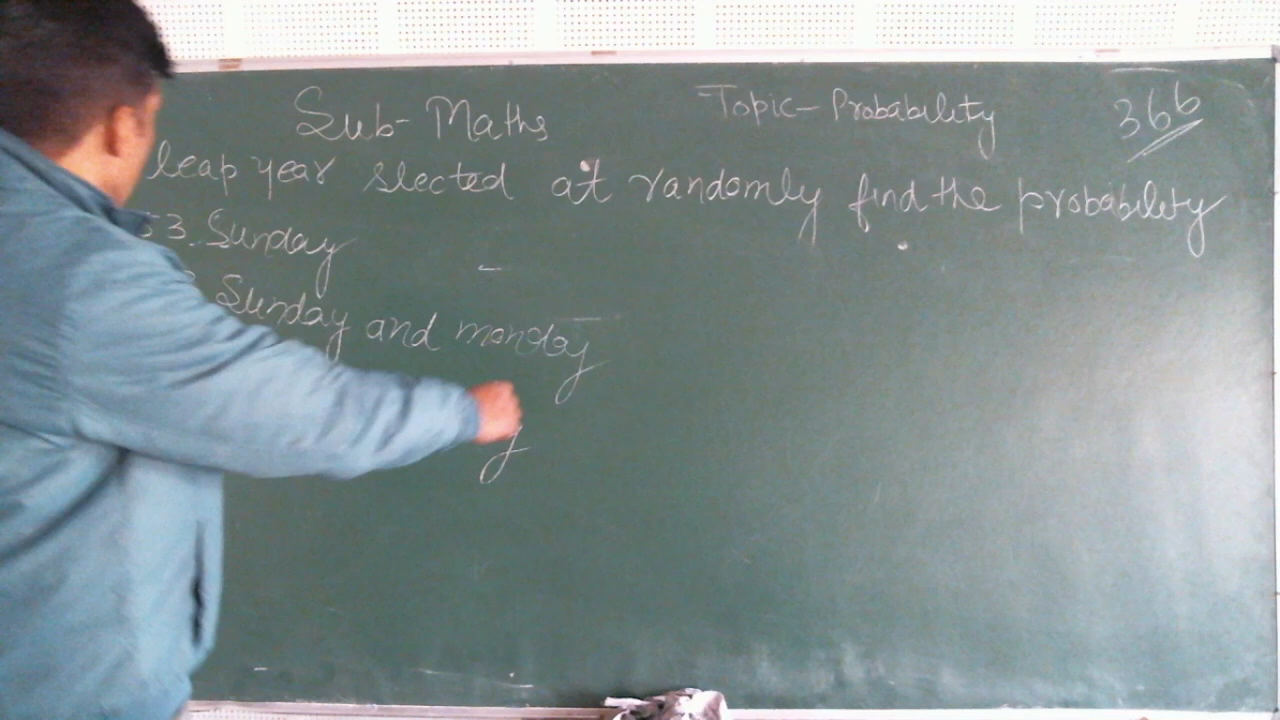 Sub- Maths Topic- Probability 366
leap year slected at randomly find the probability
53 Sunday
Sunday and monday